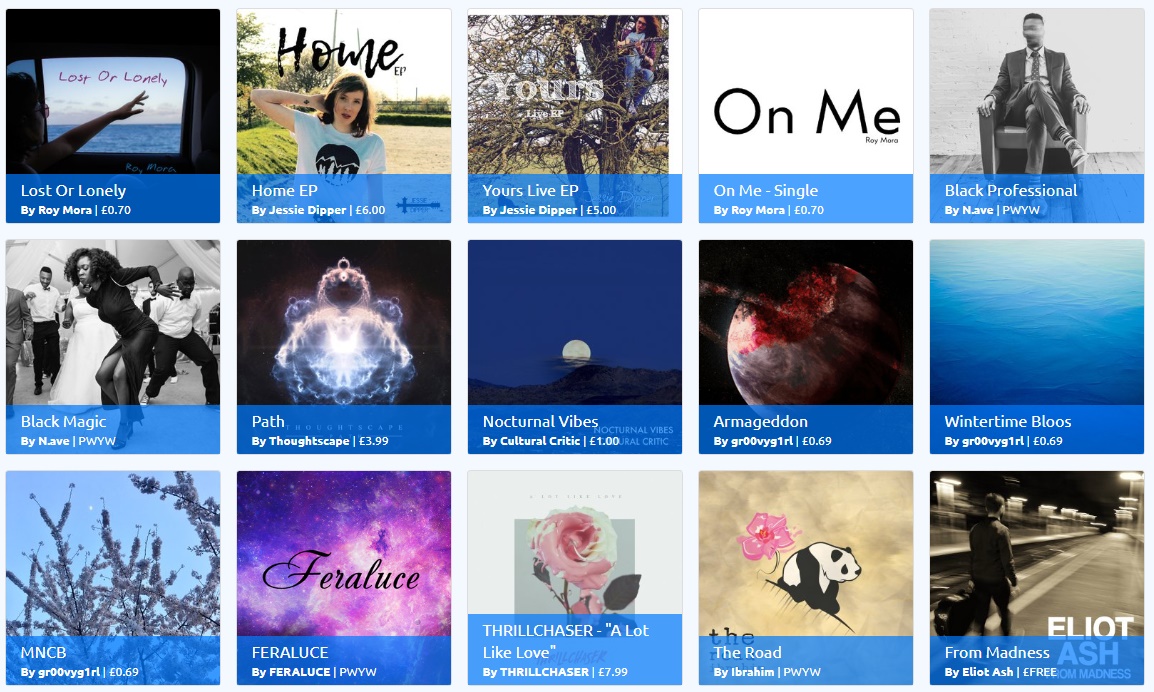 Lost Or Lonely
Roy Mora
Lost Or Lonely
By Roy Mora | £0.70
Home
EP
JESSIE
DIPPER
Home EP
By Jessie Dipper | £6.00
Yours
Live EP
Jessie Dipper
Yours Live EP
By Jessie Dipper | £5.00
On Me
Roy Mora
On Me - Single
By Roy Mora | £0.70
Black Professional
By N.ave | PWYW
Black Magic
By N.ave | PWYW
THOUGHTSCAPE
Path
By Thoughtscape | £3.99
NOCTURNAL VIBES
CULTURAL CRITIC
Nocturnal Vibes
By Cultural Critic | £1.00
Armageddon
By gr00vyg1rl | £0.69
Wintertime Bloos
By gr00vyg1rl | £0.69
MNCB
By gr00vyg1rl | £0.69
Feraluce
FERALUCE
By FERALUCE | PWYW
A LOT LIKE LOVE
THRILLCHASER
THRILLCHASER - "A Lot
Like Love"
By THRILLCHASER | £7.99
the
The Road
By Ibrahim | PWYW
ELIOT
ASH
FROM MADNESS
From Madness
By Eliot Ash | £FREE